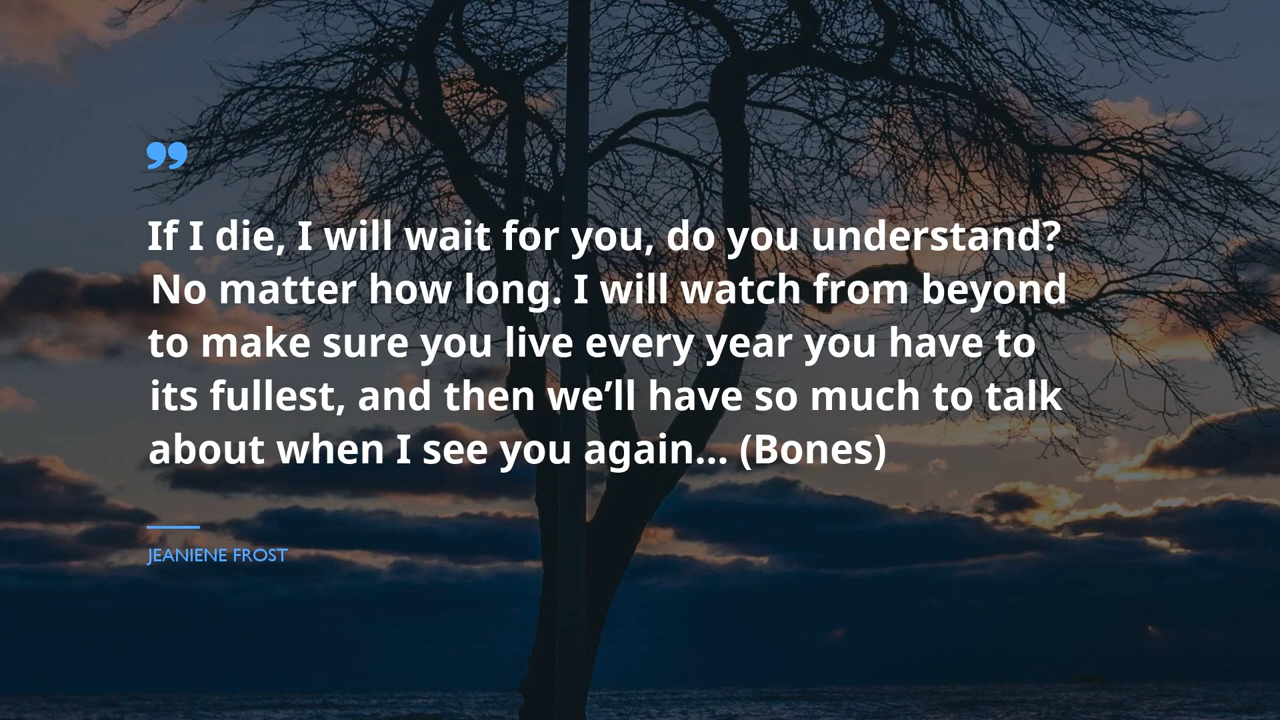 ”
If I die, I will wait for you, do you understand?
No matter how long. I will watch from beyond
to make sure you live every year you have to
its fullest, and then we’ll have so much to talk
about when I see you again... (Bones)
JEANIENE FROST